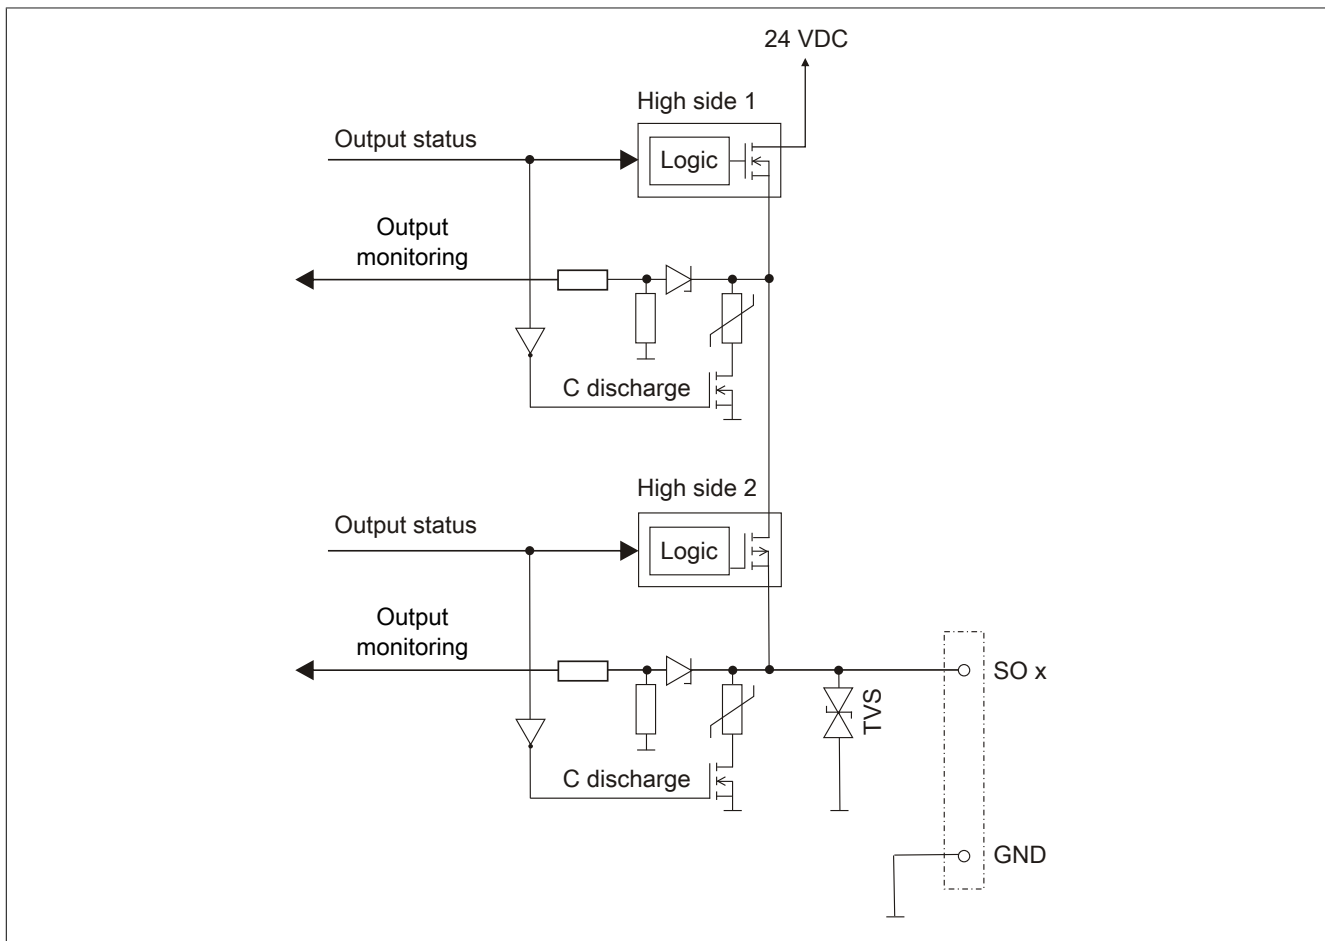 24 VDC
High side 1
Output status
Logic
Output
monitoring
C discharge
High side 2
Output status
Logic
Output
monitoring
SO x
TVS
C discharge
GND